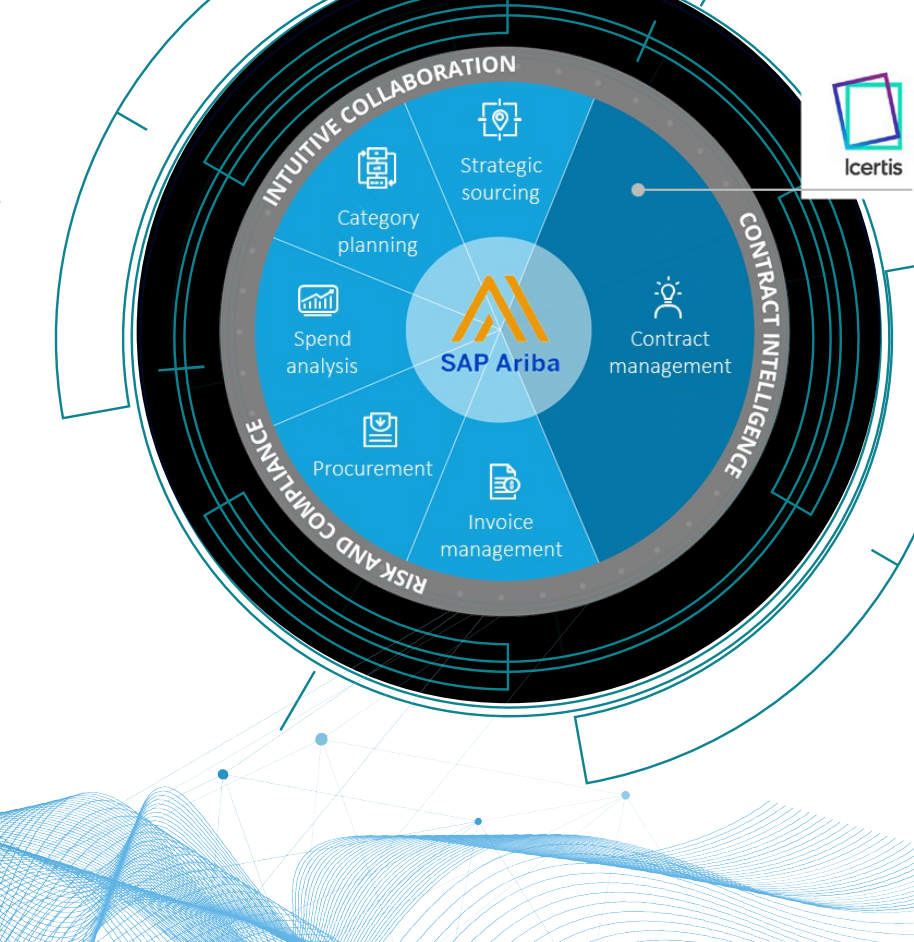 INTUITIVE COLLABORATION
Icertis
Strategic
sourcing
Category
planning
CONTRACT INTELLIGENCE
Spend
analysis
SAP Ariba
Contract
management
Procurement
Invoice
management
RISK AND COMPLIANCE